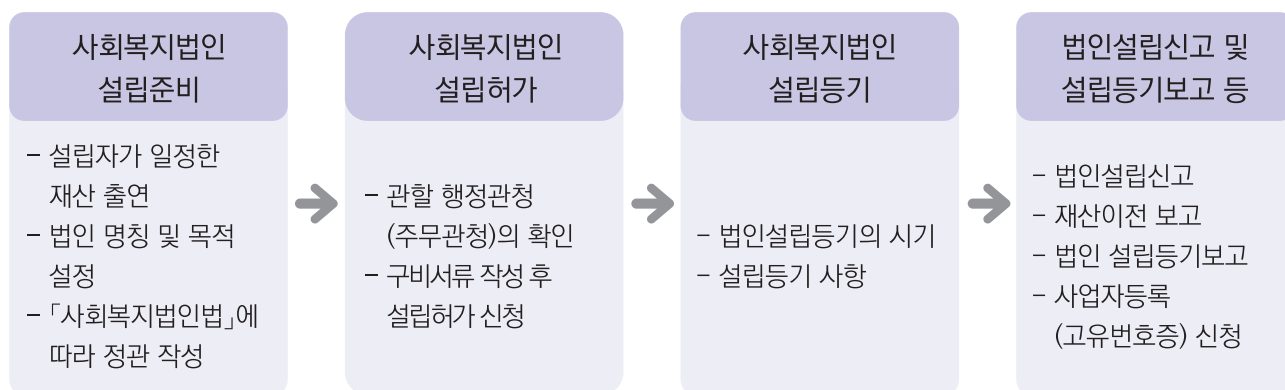 사회복지법인
설립준비
– 설립자가 일정한
재산 출연
– 법인 명칭 및 목적
설정
– 「사회복지법인법」에
따라 정관 작성
사회복지법인
설립허가
– 관할 행정관청
(주무관청)의 확인
– 구비서류 작성 후
설립허가 신청
사회복지법인
설립등기
– 법인설립등기의 시기
– 설립등기 사항
법인설립신고 및
설립등기보고 등
– 법인설립신고
– 재산이전 보고
– 법인 설립등기보고
– 사업자등록
(고유번호증) 신청